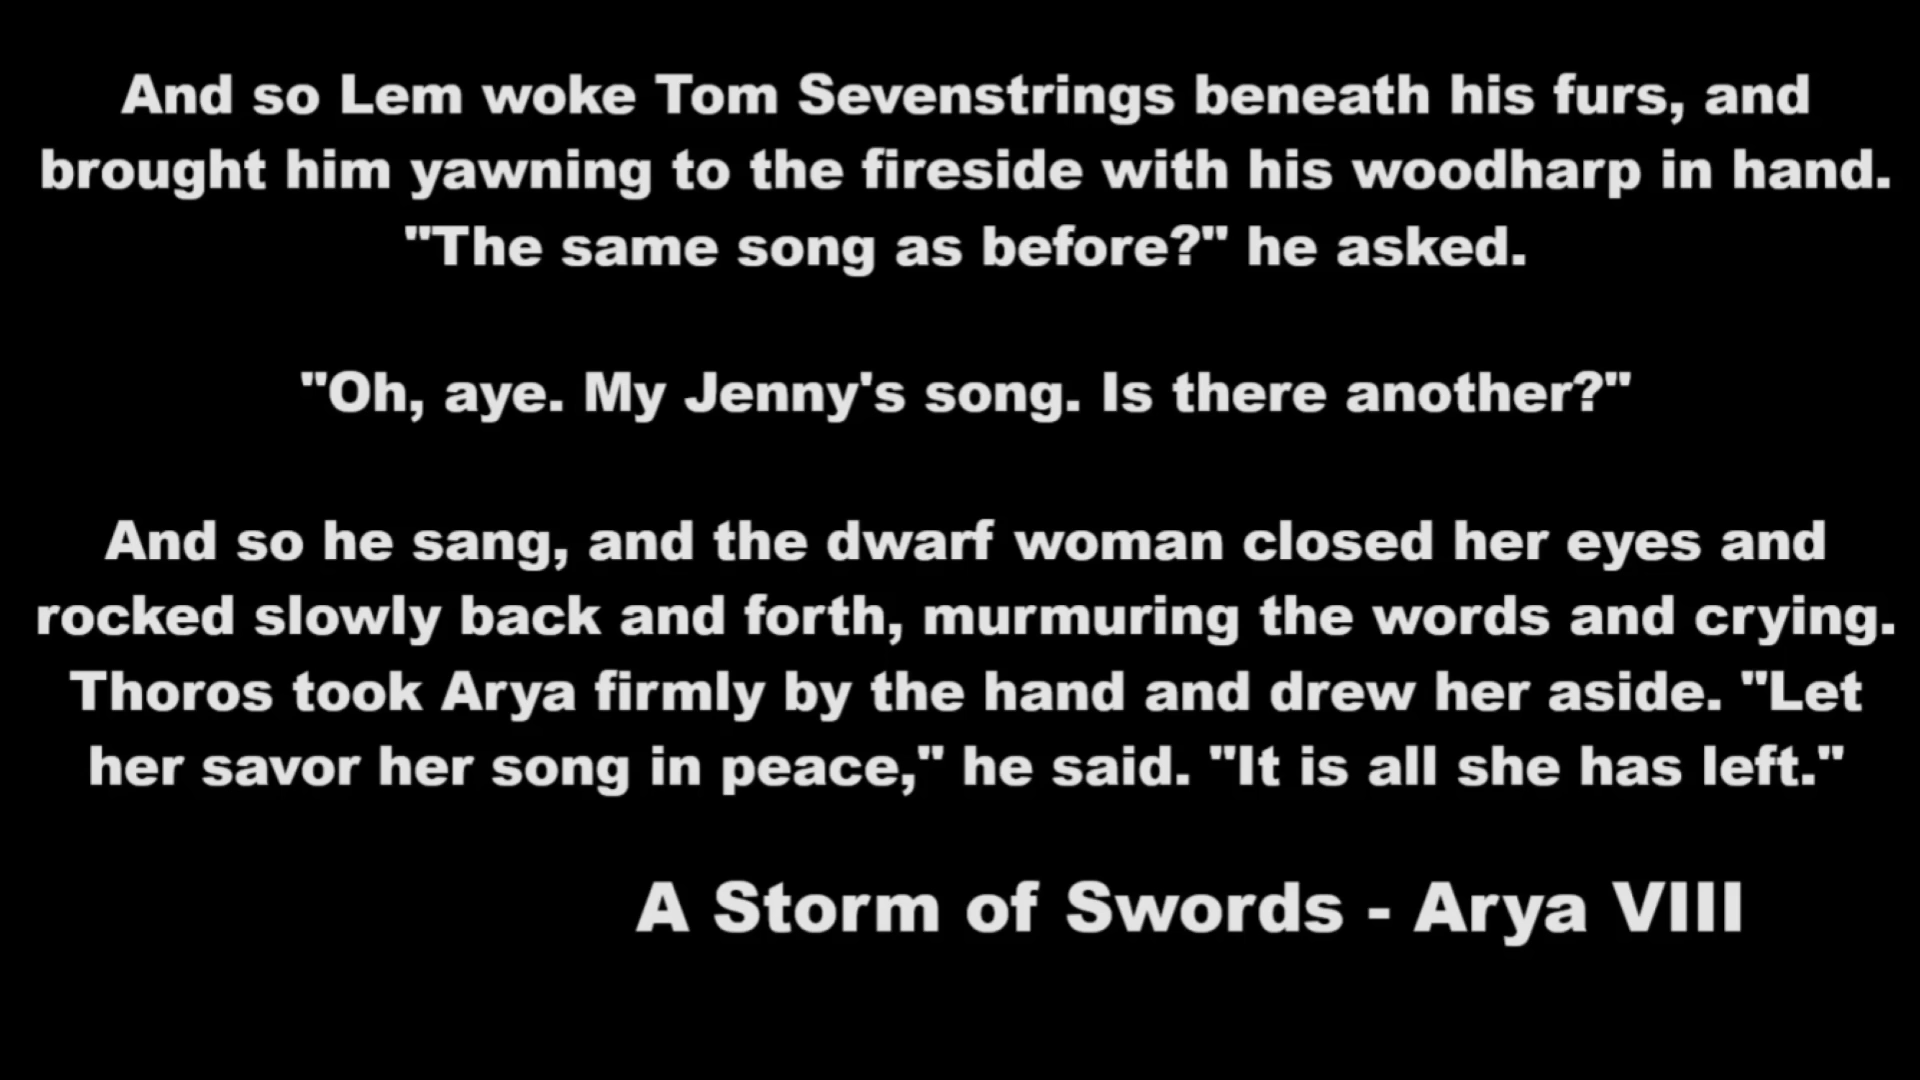 And so Lem woke Tom Sevenstrings beneath his furs, and
brought him yawning to the fireside with his woodharp in hand.
"The same song as before?" he asked.
"Oh, aye. My Jenny's song. Is there another?"
And so he sang, and the dwarf woman closed her eyes and
rocked slowly back and forth, murmuring the words and crying.
Thoros took Arya firmly by the hand and drew her aside. "Let
her savor her song in peace," he said. "It is all she has left."
A Storm of Swords - Arya VIII